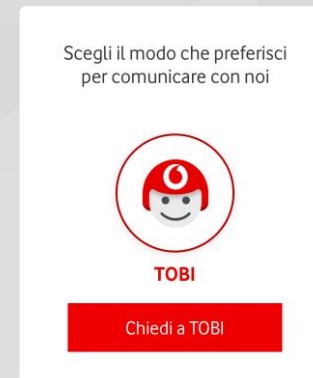 Scegli il modo che preferisci
per comunicare con noi
TOBI
Chiedi a TOBI